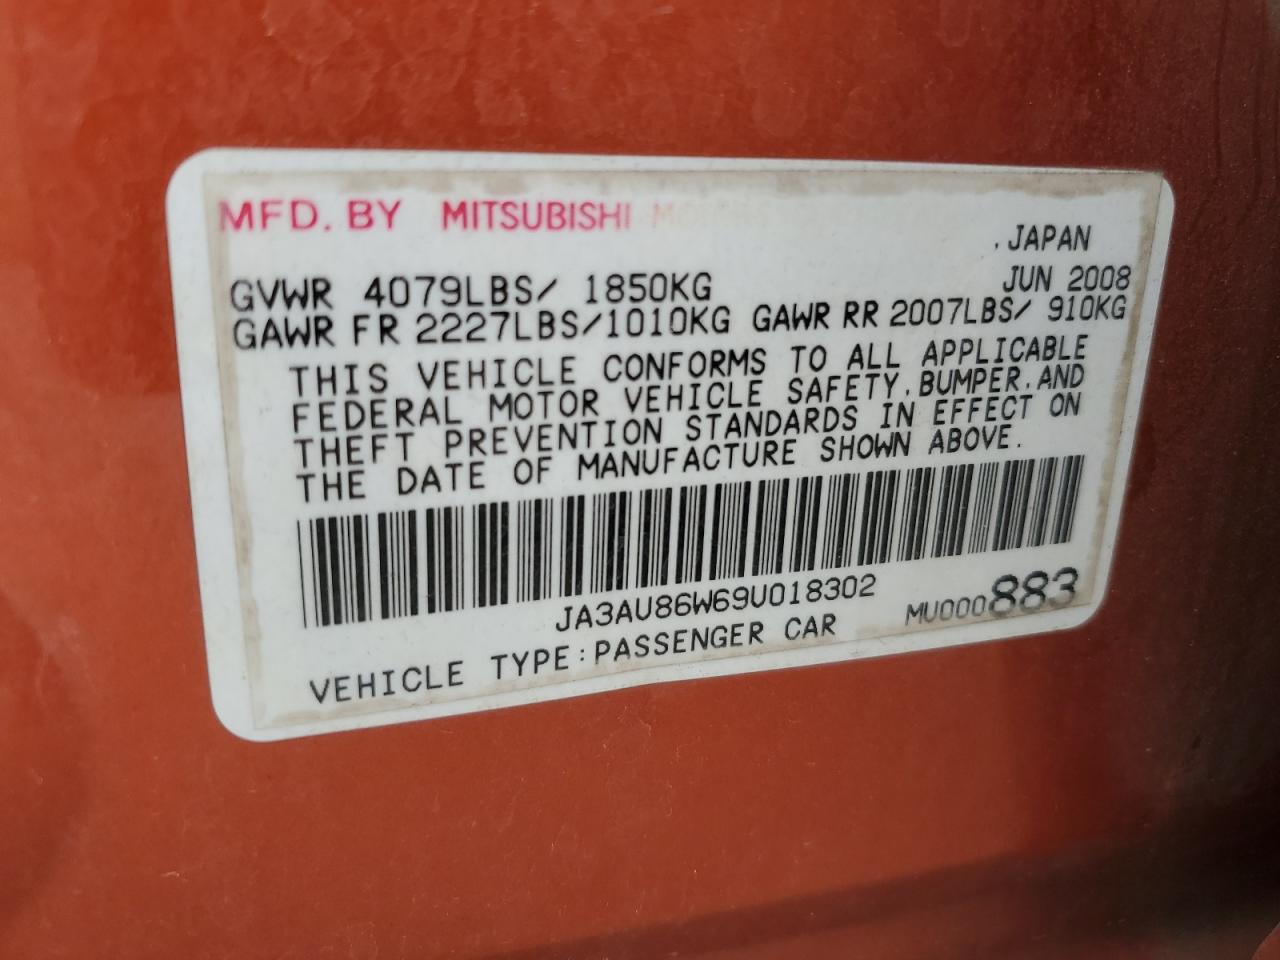 MFD. BY MITSUBISHI
. JAPAN
GVWR 4079LBS/ 1850KG JUN 2008
GAWR FR 2227LBS/1010KG GAWR RR 2007LBS/ 910KG
THIS VEHICLE CONFORMS TO ALL APPLICABLE
FEDERAL MOTOR VEHICLE SAFETY, BUMPER, AND
THEFT PREVENTION STANDARDS IN EFFECT ON
THE DATE OF MANUFACTURE SHOWN ABOVE.
JA3AU86W69U018302
MU000883
VEHICLE TYPE:PASSENGER CAR